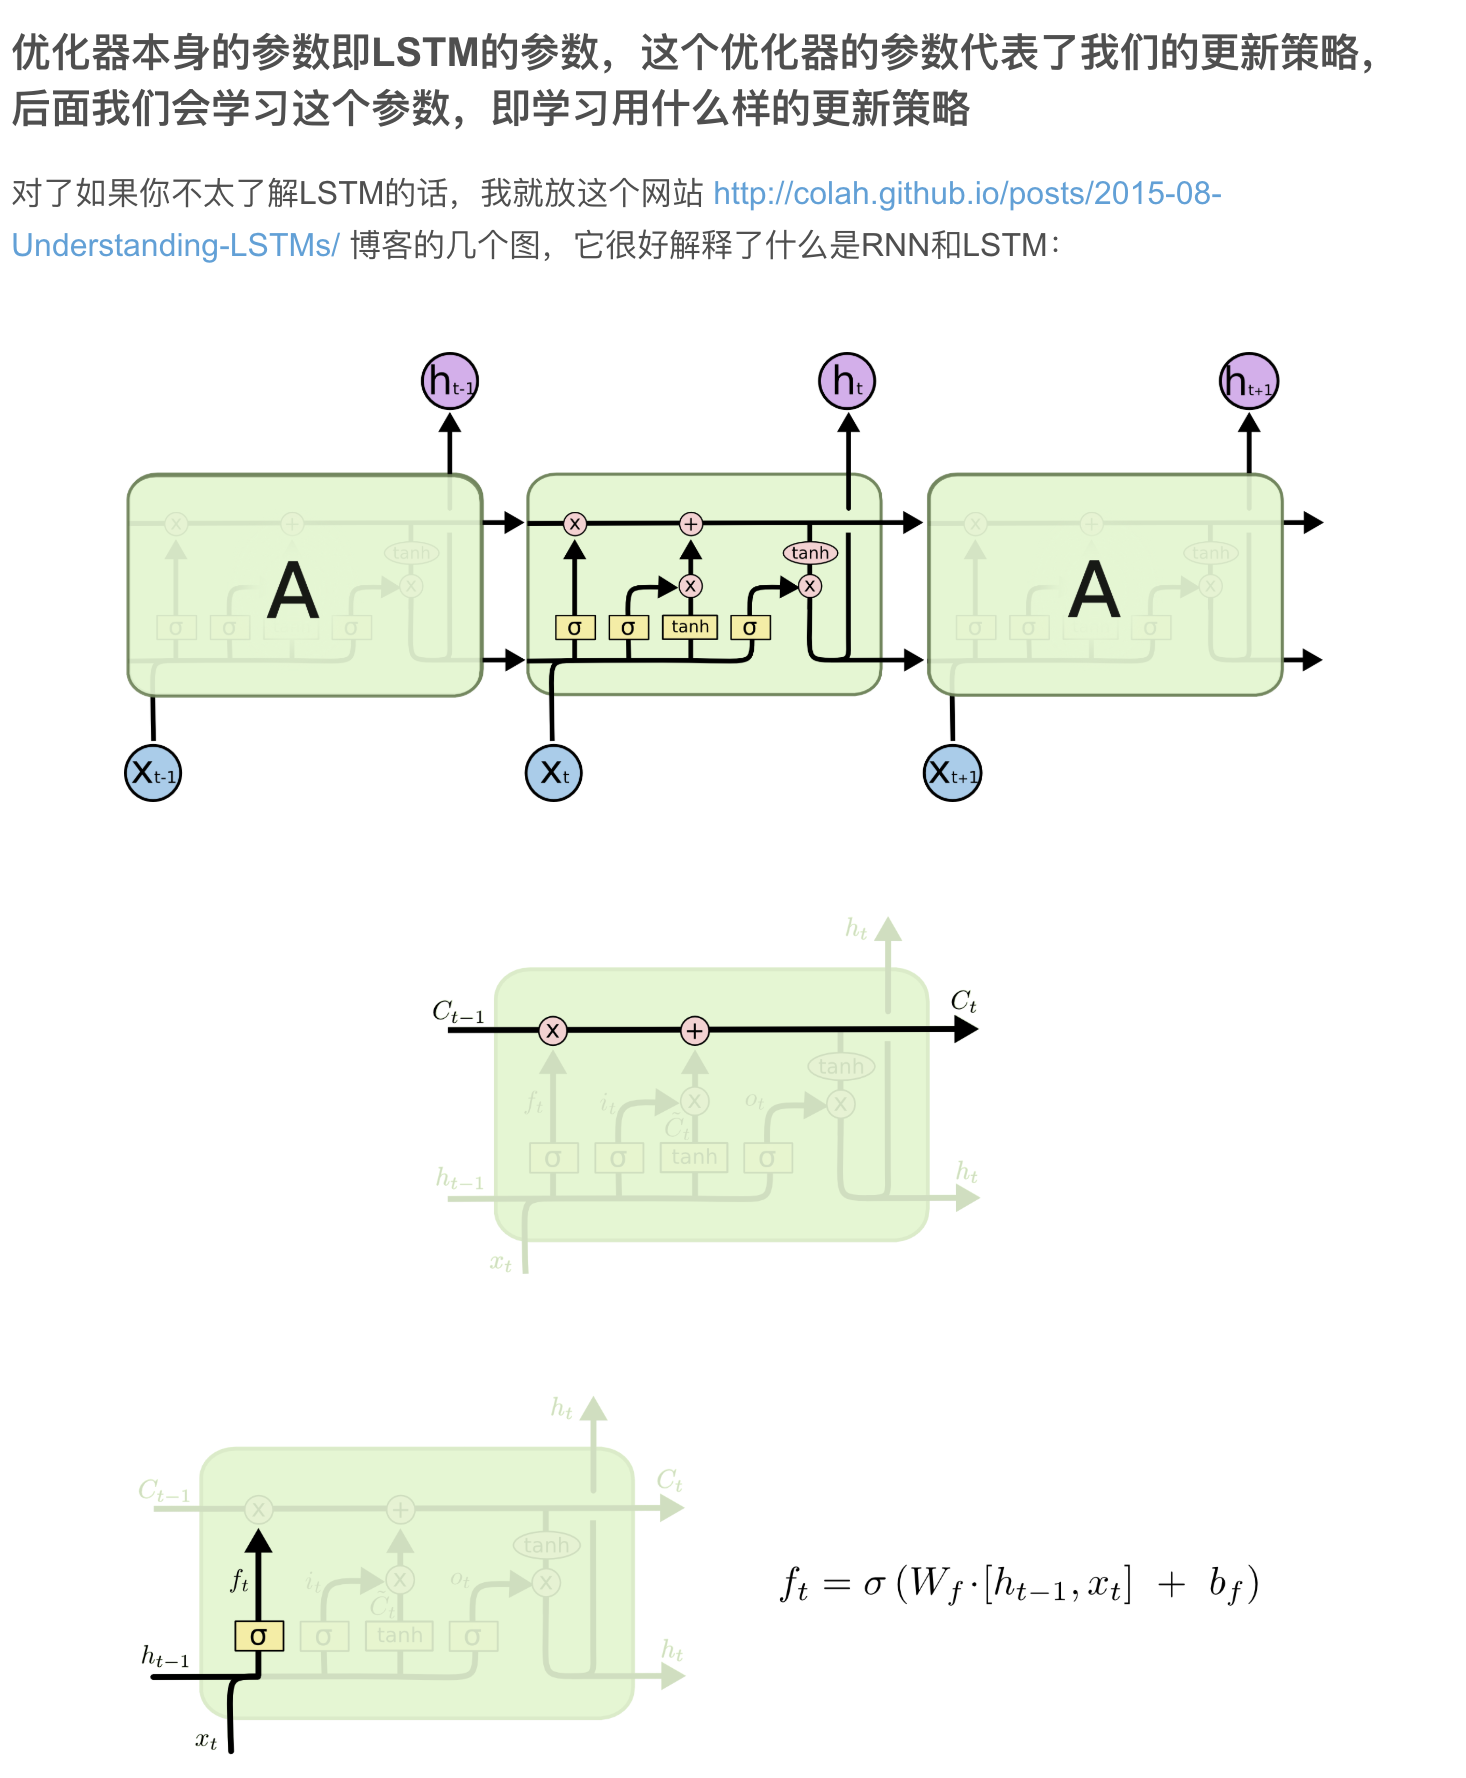 优化器本身的参数即LSTM的参数，这个优化器的参数代表了我们的更新策略，
后面我们会学习这个参数，即学习用什么样的更新策略
对了如果你不太了解LSTM的话，我就放这个网站 http://colah.github.io/posts/2015-08-
Understanding-LSTMs/ 博客的几个图，它很好解释了什么是RNN和LSTM：
h_{t-1} h_t h_{t+1}
x + x + x +
tanh tanh tanh
A x x x A x
σ σ σ σ σ tanh σ σ σ σ
X_{t-1} X_t X_{t+1}
h_t
C_{t-1} x + C_t
tanh
f_t i_t x o_t x
\tilde{C}_t
σ σ tanh σ
h_{t-1} h_t
x_t
h_t
C_{t-1} x + C_t
tanh
f_t i_t x o_t x
\tilde{C}_t
f_t = σ (W_f·[h_{t-1}, x_t] + b_f)
σ σ tanh σ
h_{t-1} h_t
x_t